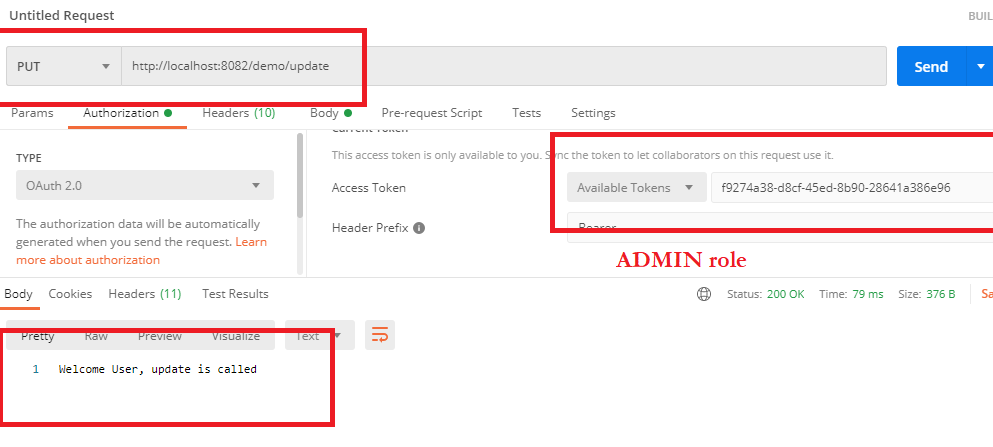 Untitled Request
BUIL
PUT
http://localhost:8082/demo/update
Send
Params
Authorization
Headers (10)
Body
Pre-request Script
Tests
Settings
Current Token
TYPE
This access token is only available to you. Sync the token to let collaborators on this request use it.
OAuth 2.0
Access Token
Available Tokens
f9274a38-d8cf-45ed-8b90-28641a386e96
The authorization data will be automatically
generated when you send the request. Learn
more about authorization
Header Prefix
Bearer
ADMIN role
Body
Cookies
Headers (11)
Test Results
Status: 200 OK
Time: 79 ms
Size: 376 B
Sa
Pretty
Raw
Preview
Visualize
Text
1 Welcome User, update is called